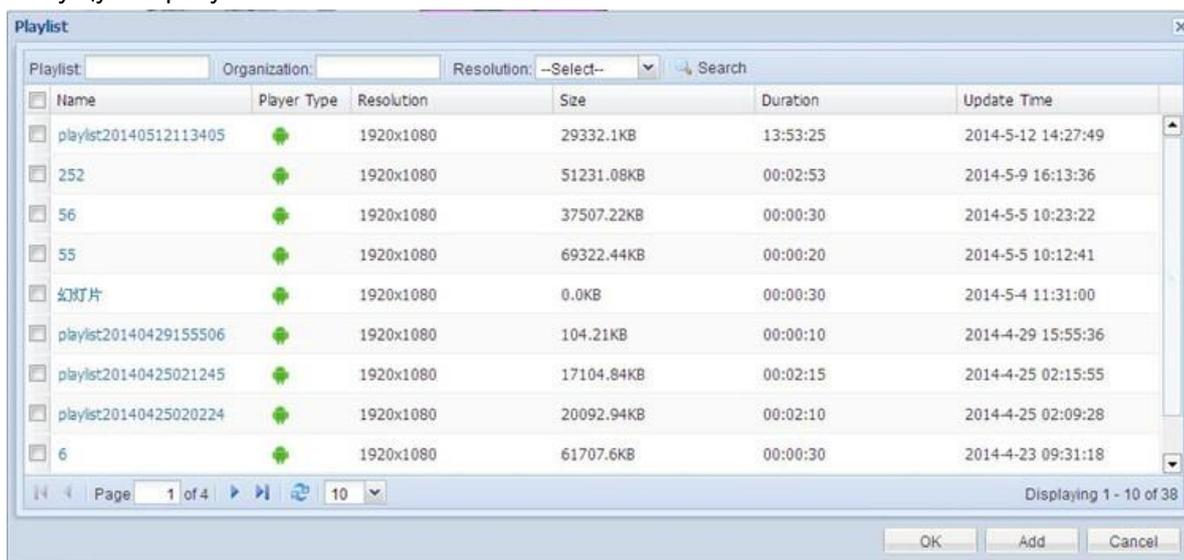 Playlist
Playlist: Organization: Resolution: --Select-- Search
Name Player Type Resolution Size Duration Update Time
playlist20140512113405 1920x1080 29332.1KB 13:53:25 2014-5-12 14:27:49
252 1920x1080 51231.08KB 00:02:53 2014-5-9 16:13:36
56 1920x1080 37507.22KB 00:00:30 2014-5-5 10:23:22
55 1920x1080 69322.44KB 00:00:20 2014-5-5 10:12:41
幻灯片 1920x1080 0.0KB 00:00:30 2014-5-4 11:31:00
playlist20140429155506 1920x1080 104.21KB 00:00:10 2014-4-29 15:55:36
playlist20140425021245 1920x1080 17104.84KB 00:02:15 2014-4-25 02:15:55
playlist20140425020224 1920x1080 20092.94KB 00:02:10 2014-4-25 02:09:28
6 1920x1080 61707.6KB 00:00:30 2014-4-23 09:31:18
Page 1 of 4 10 Displaying 1 - 10 of 38
OK Add Cancel